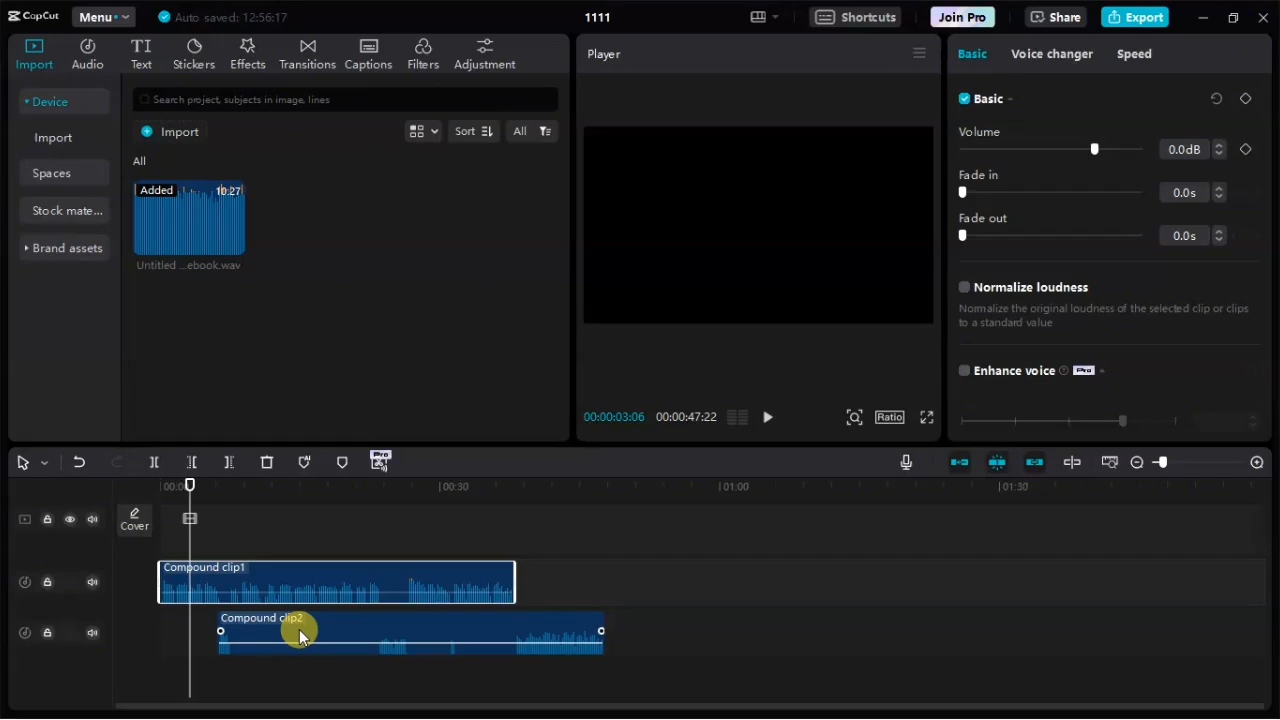 CapCut
Menu
Auto saved: 12:56:17
1111
Shortcuts
Join Pro
Share
Export
Import
Audio
Text
Stickers
Effects
Transitions
Captions
Filters
Adjustment
Device
Import
Spaces
Stock mate...
Brand assets
Search project, subjects in image, lines
Import
Sort
All
All
Added
10:27
Untitled ...ebook.wav
Player
00:00:03:06
00:00:47:22
Ratio
Basic
Voice changer
Speed
Basic
Volume
0.0dB
Fade in
0.0s
Fade out
0.0s
Normalize loudness
Normalize the original loudness of the selected clip or clips
to a standard value
Enhance voice
Pro
Pro
00:30
01:00
01:30
Cover
Compound clip1
Compound clip2